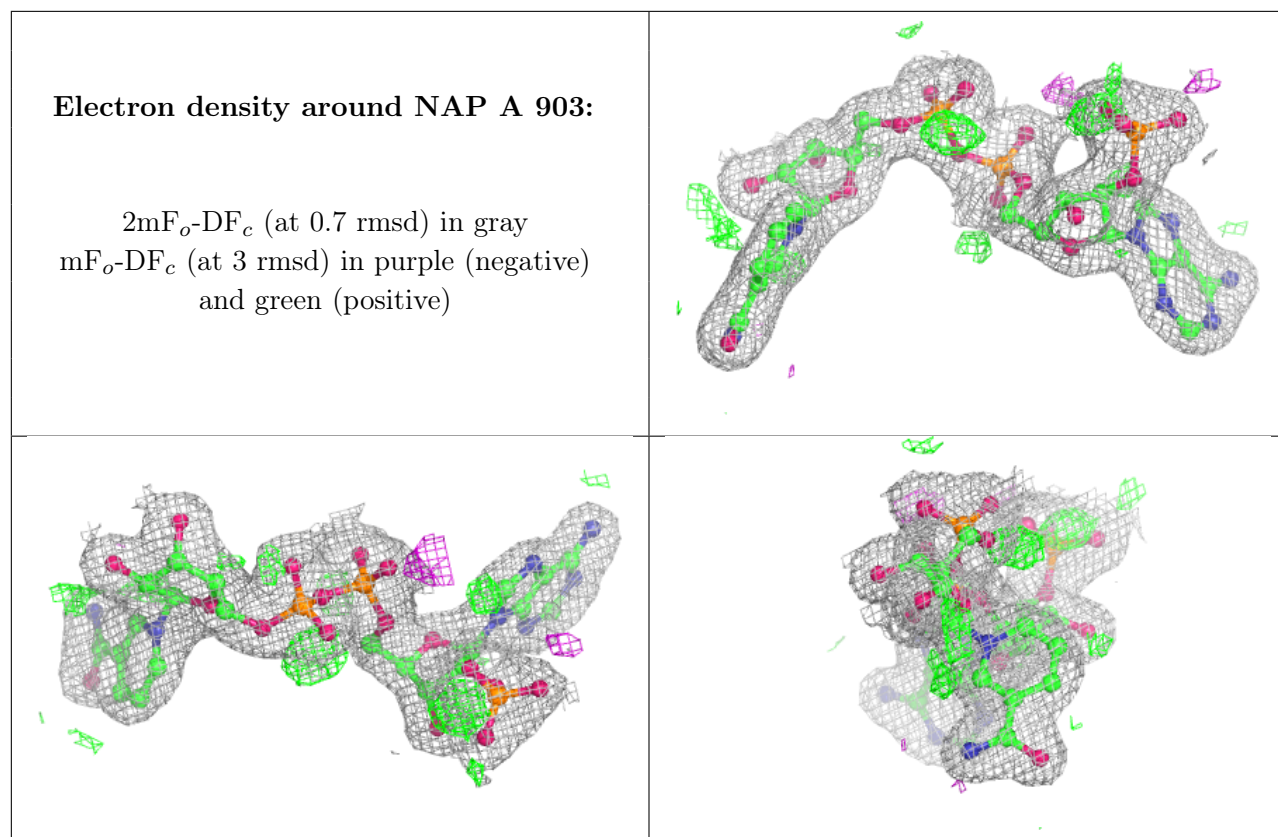 Electron density around NAP A 903:
2mFₒ-DF𝒸 (at 0.7 rmsd) in gray
mFₒ-DF𝒸 (at 3 rmsd) in purple (negative)
and green (positive)